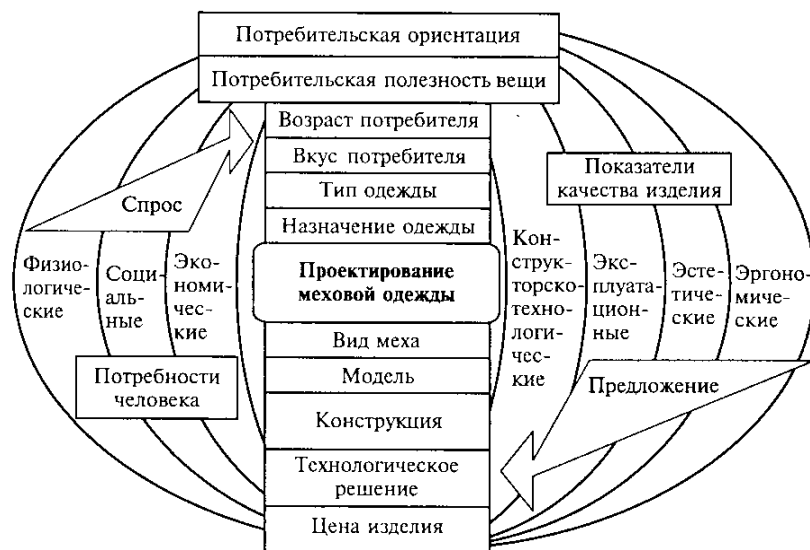 Потребительская ориентация
Потребительская полезность вещи
Возраст потребителя
Вкус потребителя
Тип одежды
Назначение одежды
Проектирование
меховой одежды
Вид меха
Модель
Конструкция
Технологическое
решение
Цена изделия
Спрос
Физио-
логиче-
ские
Соци-
аль-
ные
Эко-
номи-
чес-
кие
Потребности
человека
Показатели
качества изделия
Кон-
струк-
торско-
техно-
логи-
чес-
кие
Экс-
плуата-
цион-
ные
Эсте-
тиче-
ские
Эргоно-
миче-
ские
Предложение